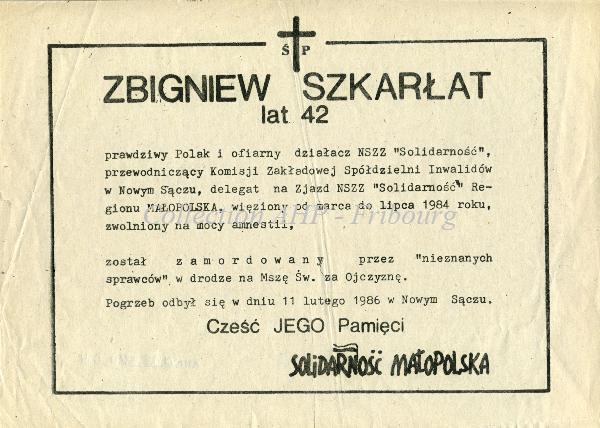 Ś P
ZBIGNIEW SZKARŁAT
lat 42
prawdziwy Polak i ofiarny działacz NSZZ "Solidarność",
przewodniczący Komisji Zakładowej Spółdzielni Inwalidów
w Nowym Sączu, delegat na Zjazd NSZZ "Solidarność" Re-
gionu MAŁOPOLSKA, więziony od marca do lipca 1984 roku,
Collection AHP - Fribourg
zwolniony na mocy amnestii,
został z a m o r d o w a n y przez "nieznanych
sprawców" w drodze na Mszę Św. za Ojczyznę.
Pogrzeb odbył się w dniu 11 lutego 1986 w Nowym Sączu.
Cześć JEGO Pamięci
SOLIDARNOŚĆ MAŁOPOLSKA